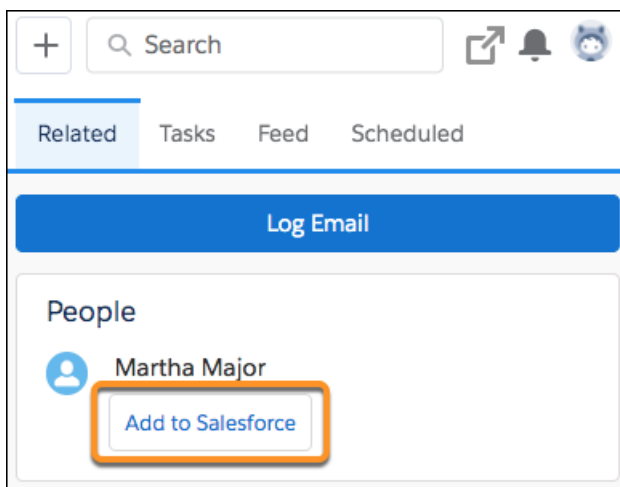 Search
Related Tasks Feed Scheduled
Log Email
People
Martha Major
Add to Salesforce